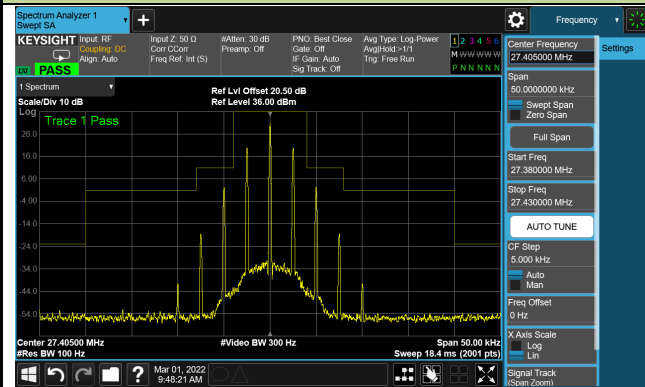 Spectrum Analyzer 1
Swept SA
Frequency
KEYSIGHT Input: RF
Coupling: DC
Align: Auto
Input Z: 50 Ω
Corr CCorr
Freq Ref: Int (S)
#Atten: 30 dB
Preamp: Off
PNO: Best Close
Gate: Off
IF Gain: Auto
Sig Track: Off
Avg Type: Log-Power
Avg|Hold:>1/1
Trig: Free Run
1 2 3 4 5 6
M W W W W W
P N N N N N
LXI PASS
1 Spectrum
Scale/Div 10 dB
Ref Lvl Offset 20.50 dB
Ref Level 36.00 dBm
Log
Trace 1 Pass
26.0
16.0
6.00
-4.00
-14.0
-24.0
-34.0
-44.0
-54.0
Center 27.40500 MHz
#Res BW 100 Hz
#Video BW 300 Hz
Span 50.00 kHz
Sweep 18.4 ms (2001 pts)
Mar 01, 2022
9:48:21 AM
Center Frequency
27.405000 MHz
Span
50.0000000 kHz
Swept Span
Zero Span
Full Span
Start Freq
27.380000 MHz
Stop Freq
27.430000 MHz
AUTO TUNE
CF Step
5.000 kHz
Auto
Man
Freq Offset
0 Hz
X Axis Scale
Log
Lin
Signal Track
(Span Zoom)
Settings